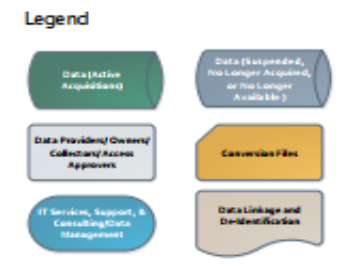 Legend
Data (Active
Acquisitions)
Data (Suspended,
No Longer Acquired,
or No Longer
Available )
Data Providers/ Owners/
Collectors/ Access
Approvers
Conversion Files
IT Services, Support, &
Consulting/Data
Management
Data Linkage and
De-Identification